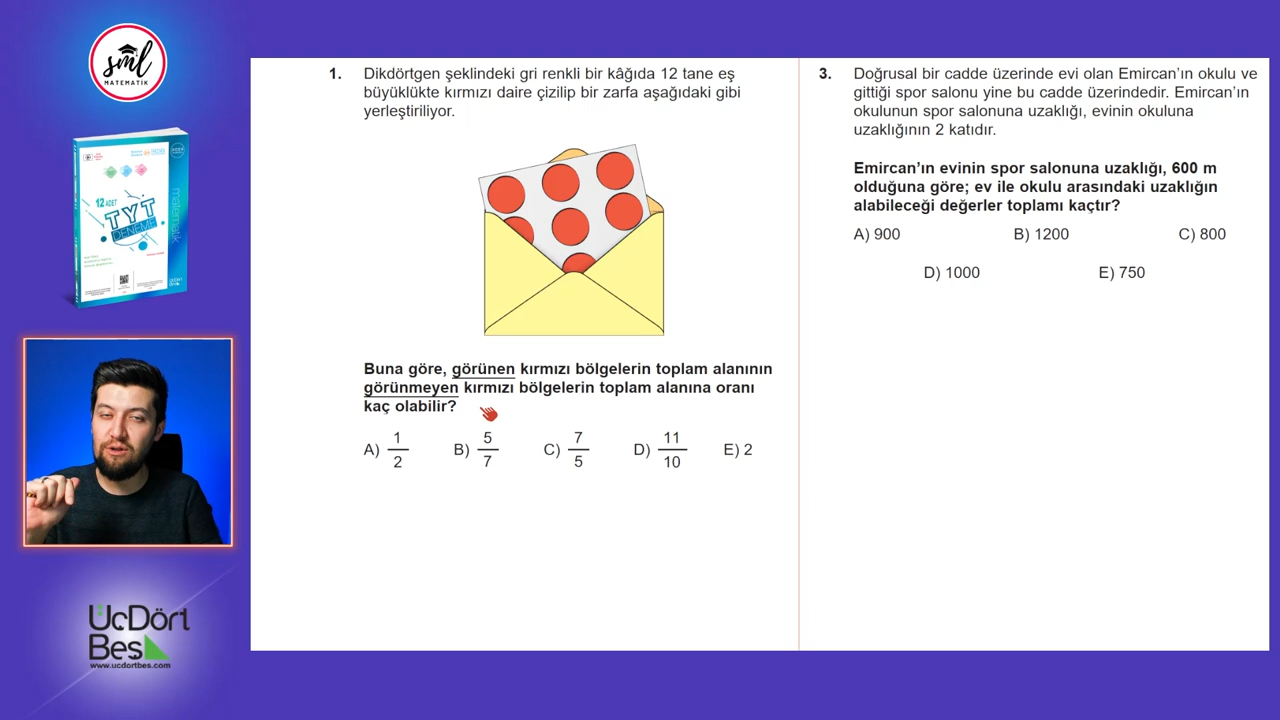 sml
MATEMATİK
12 ADET
TYT
DENEME
matematik
ÜçDört
Beş
www.ucdortbes.com
1. Dikdörtgen şeklindeki gri renkli bir kâğıda 12 tane eş
büyüklükte kırmızı daire çizilip bir zarfa aşağıdaki gibi
yerleştiriliyor.
Buna göre, görünen kırmızı bölgelerin toplam alanının
görünmeyen kırmızı bölgelerin toplam alanına oranı
kaç olabilir?
A) 1/2 B) 5/7 C) 7/5 D) 11/10 E) 2
3. Doğrusal bir cadde üzerinde evi olan Emircan’ın okulu ve
gittiği spor salonu yine bu cadde üzerindedir. Emircan’ın
okulunun spor salonuna uzaklığı, evinin okuluna
uzaklığının 2 katıdır.
Emircan’ın evinin spor salonuna uzaklığı, 600 m
olduğuna göre; ev ile okulu arasındaki uzaklığın
alabileceği değerler toplamı kaçtır?
A) 900 B) 1200 C) 800
D) 1000 E) 750